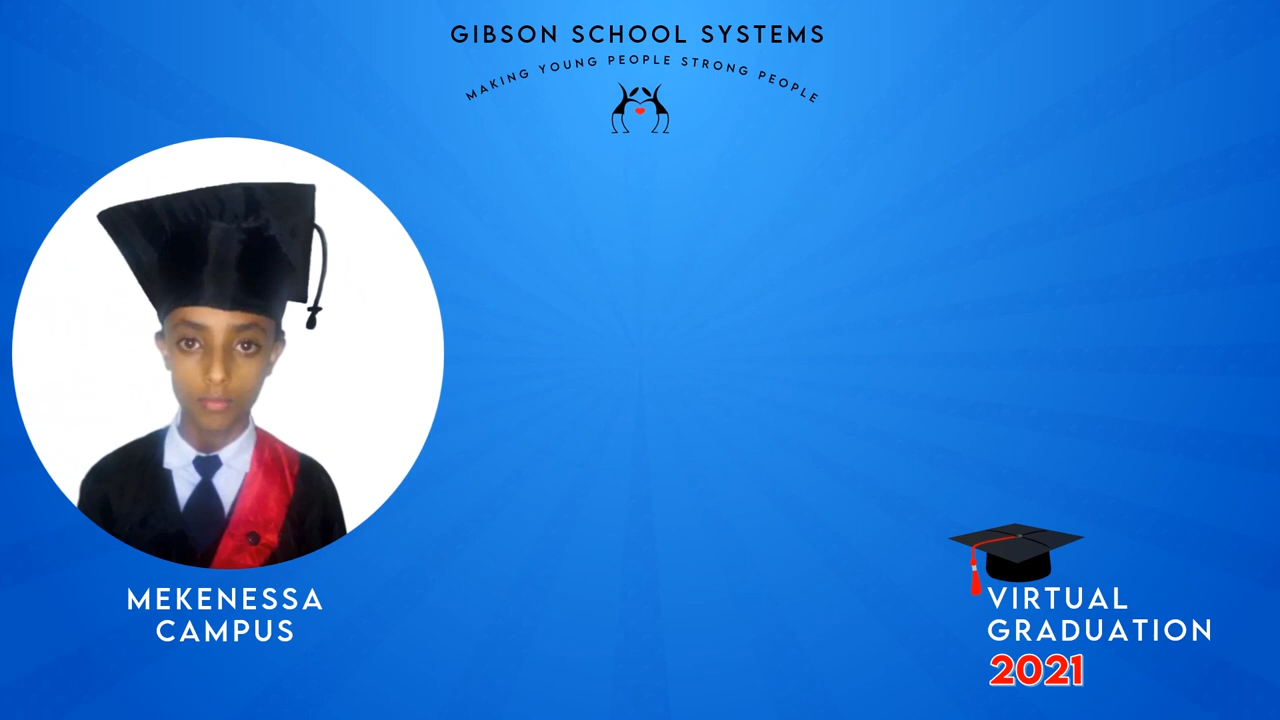 GIBSON SCHOOL SYSTEMS
MAKING YOUNG PEOPLE STRONG PEOPLE
MEKENESSA
CAMPUS
VIRTUAL
GRADUATION
2021